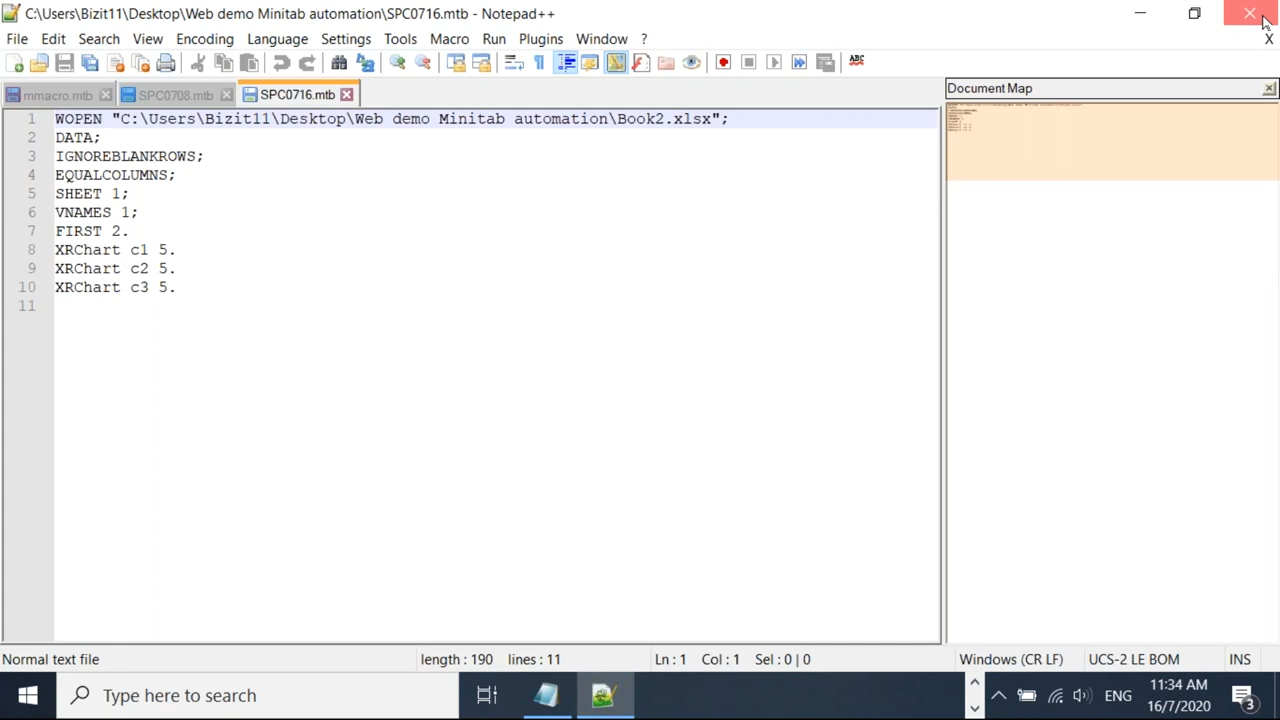 C:\Users\Bizit11\Desktop\Web demo Minitab automation\SPC0716.mtb - Notepad++
File Edit Search View Encoding Language Settings Tools Macro Run Plugins Window ? X
ABC
mmacro.mtb SPC0708.mtb SPC0716.mtb
Document Map
1 WOPEN "C:\Users\Bizit11\Desktop\Web demo Minitab automation\Book2.xlsx";
2 DATA;
3 IGNOREBLANKROWS;
4 EQUALCOLUMNS;
5 SHEET 1;
6 VNAMES 1;
7 FIRST 2.
8 XRChart c1 5.
9 XRChart c2 5.
10 XRChart c3 5.
11
Normal text file length : 190 lines : 11 Ln : 1 Col : 1 Sel : 0 | 0 Windows (CR LF) UCS-2 LE BOM INS
Type here to search
ENG
11:34 AM
16/7/2020
3